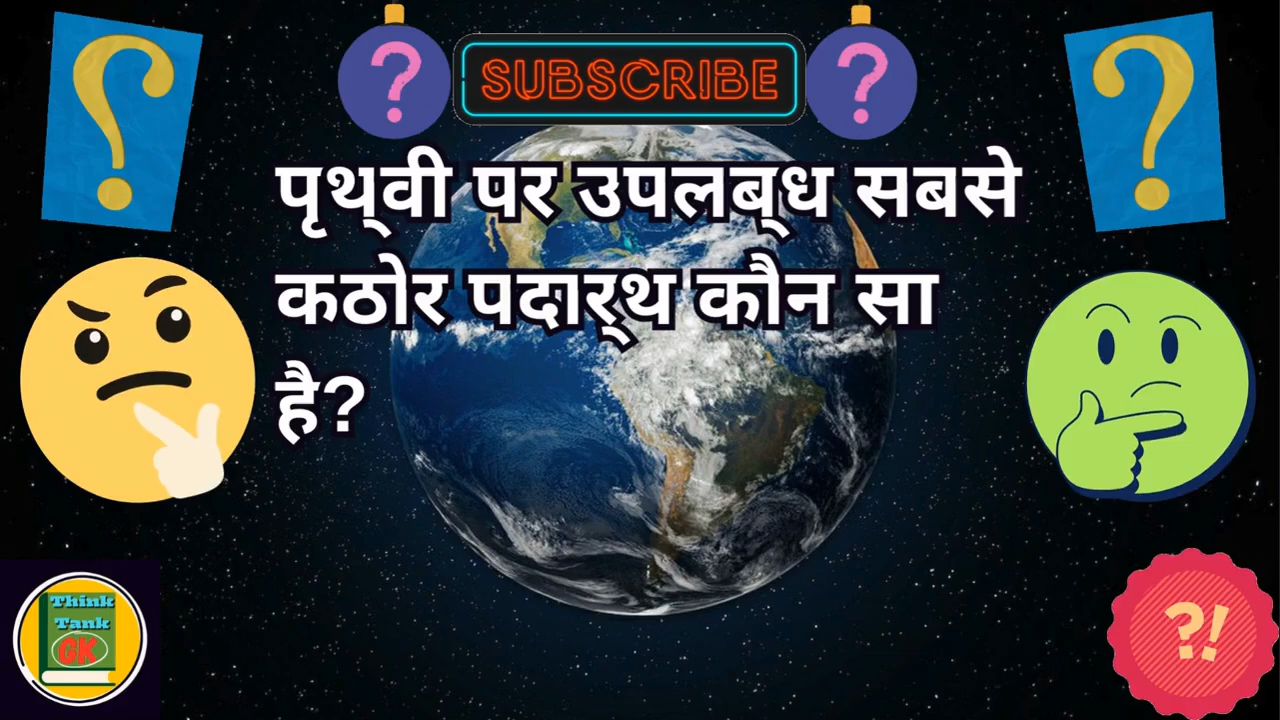 SUBSCRIBE
पृथ्वी पर उपलब्ध सबसे
कठोर पदार्थ कौन सा
है?
Think
Tank
GK
?!